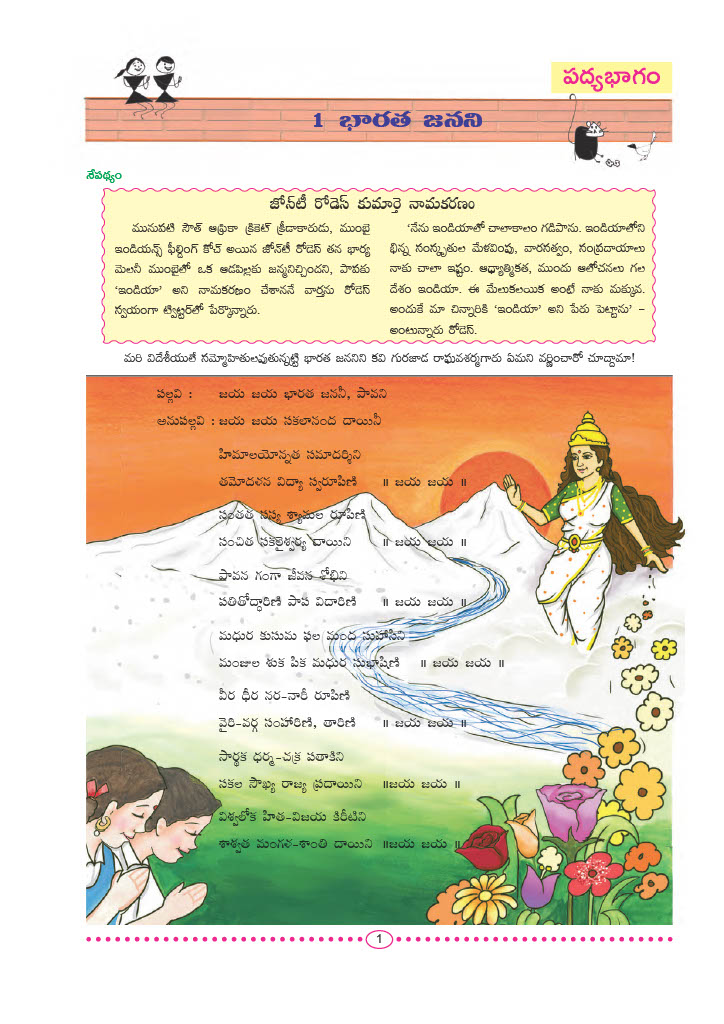 పద్యభాగం
1 భారత జనని
నేపథ్యం
జోన్‌టీ రోడెస్ కుమార్తె నామకరణం
మునుపటి సౌత్ ఆఫ్రికా క్రికెట్ క్రీడాకారుడు, ముంబై
ఇండియన్స్ ఫీల్డింగ్ కోచ్ అయిన జోన్‌టీ రోడెస్ తన భార్య
మెలనీ ముంబైలో ఒక ఆడపిల్లకు జన్మనిచ్చిందని, పాపకు
'ఇండియా' అని నామకరణం చేశాననే వార్తను రోడెస్
స్వయంగా ట్విట్టర్‌లో పేర్కొన్నారు.
'నేను ఇండియాలో చాలాకాలం గడిపాను. ఇండియాలోని
భిన్న సంస్కృతుల మేళవింపు, వారసత్వం, సంప్రదాయాలు
నాకు చాలా ఇష్టం. ఆధ్యాత్మికత, ముందు ఆలోచనలు గల
దేశం ఇండియా. ఈ మేలుకలయిక అంటే నాకు మక్కువ.
అందుకే మా చిన్నారికి 'ఇండియా' అని పేరు పెట్టాను' –
అంటున్నారు రోడెస్.
మరి విదేశీయులే సమ్మోహితులవుతున్నట్టి భారత జననిని కవి గురజాడ రాఘవశర్మగారు ఏమని వర్ణించారో చూద్దామా!
పల్లవి : జయ జయ భారత జననీ, పావని
అనుపల్లవి : జయ జయ సకలానంద దాయినీ
హిమాలయోన్నత సమాదర్శిని
తమోదళన విద్యా స్వరూపిణి ॥ జయ జయ ॥
సంతత సస్య శ్యామల రూపిణి
సంచిత సకలైశ్వర్య దాయిని ॥ జయ జయ ॥
పావన గంగా జీవన శోభిని
పతితోద్ధారిణి పాప విదారిణి ॥ జయ జయ ॥
మధుర కుసుమ ఫల మంద సుహాసిని
మంజుల శుక పిక మధుర సుభాషిణి ॥ జయ జయ ॥
వీర ధీర నర-నారీ రూపిణి
వైరి-వర్గ సంహారిణి, తారిణి ॥ జయ జయ ॥
సార్థక ధర్మ-చక్ర పతాకిని
సకల సౌఖ్య రాజ్య ప్రదాయిని ॥జయ జయ ॥
విశ్వలోక హిత-విజయ కిరీటిని
శాశ్వత మంగళ-శాంతి దాయిని ॥జయ జయ ॥
1